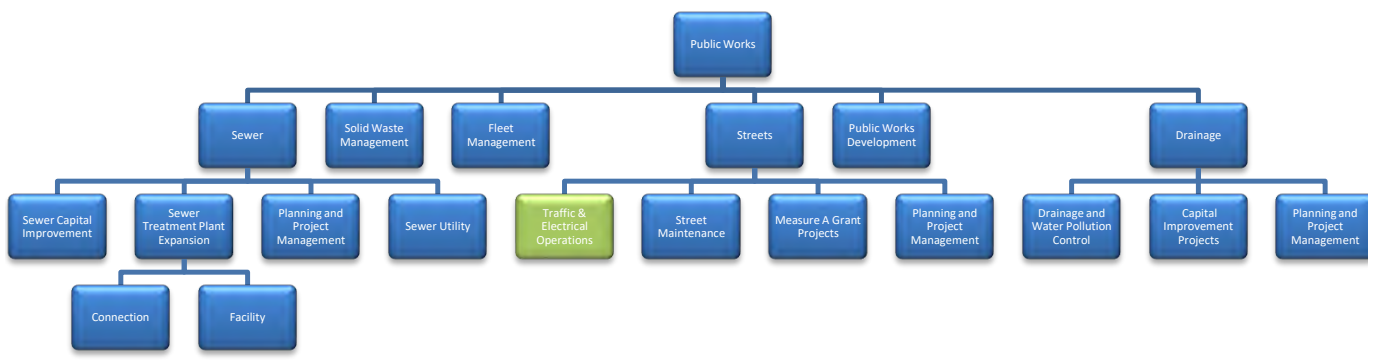 Public Works
Sewer
Solid Waste
Management
Fleet
Management
Streets
Public Works
Development
Drainage
Sewer Capital
Improvement
Sewer
Treatment Plant
Expansion
Planning and
Project
Management
Sewer Utility
Traffic &
Electrical
Operations
Street
Maintenance
Measure A Grant
Projects
Planning and
Project
Management
Drainage and
Water Pollution
Control
Capital
Improvement
Projects
Planning and
Project
Management
Connection
Facility